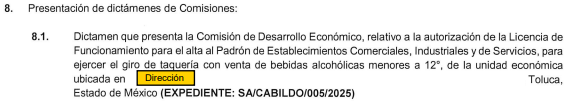 8. Presentación de dictámenes de Comisiones:
8.1. Dictamen que presenta la Comisión de Desarrollo Económico, relativo a la autorización de la Licencia de
Funcionamiento para el alta al Padrón de Establecimientos Comerciales, Industriales y de Servicios, para
ejercer el giro de taquería con venta de bebidas alcohólicas menores a 12°, de la unidad económica
ubicada en Dirección Toluca,
Estado de México (EXPEDIENTE: SA/CABILDO/005/2025)